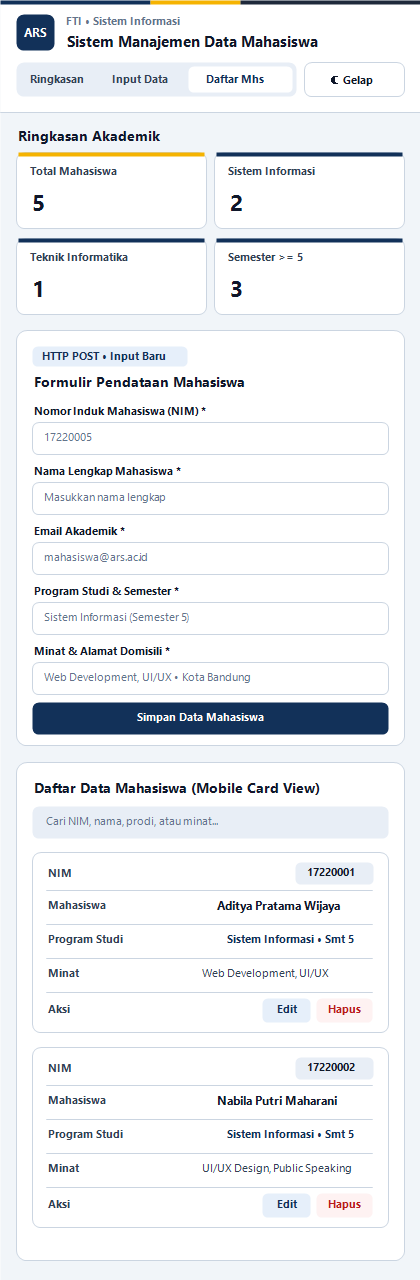 ARS
FTI • Sistem Informasi
Sistem Manajemen Data Mahasiswa
Ringkasan Input Data Daftar Mhs ☾ Gelap
Ringkasan Akademik
Total Mahasiswa
5
Sistem Informasi
2
Teknik Informatika
1
Semester >= 5
3
HTTP POST • Input Baru
Formulir Pendataan Mahasiswa
Nomor Induk Mahasiswa (NIM) *
17220005
Nama Lengkap Mahasiswa *
Masukkan nama lengkap
Email Akademik *
mahasiswa@ars.ac.id
Program Studi & Semester *
Sistem Informasi (Semester 5)
Minat & Alamat Domisili *
Web Development, UI/UX • Kota Bandung
Simpan Data Mahasiswa
Daftar Data Mahasiswa (Mobile Card View)
Cari NIM, nama, prodi, atau minat...
NIM 17220001
Mahasiswa Aditya Pratama Wijaya
Program Studi Sistem Informasi • Smt 5
Minat Web Development, UI/UX
Aksi Edit Hapus
NIM 17220002
Mahasiswa Nabila Putri Maharani
Program Studi Sistem Informasi • Smt 5
Minat UI/UX Design, Public Speaking
Aksi Edit Hapus